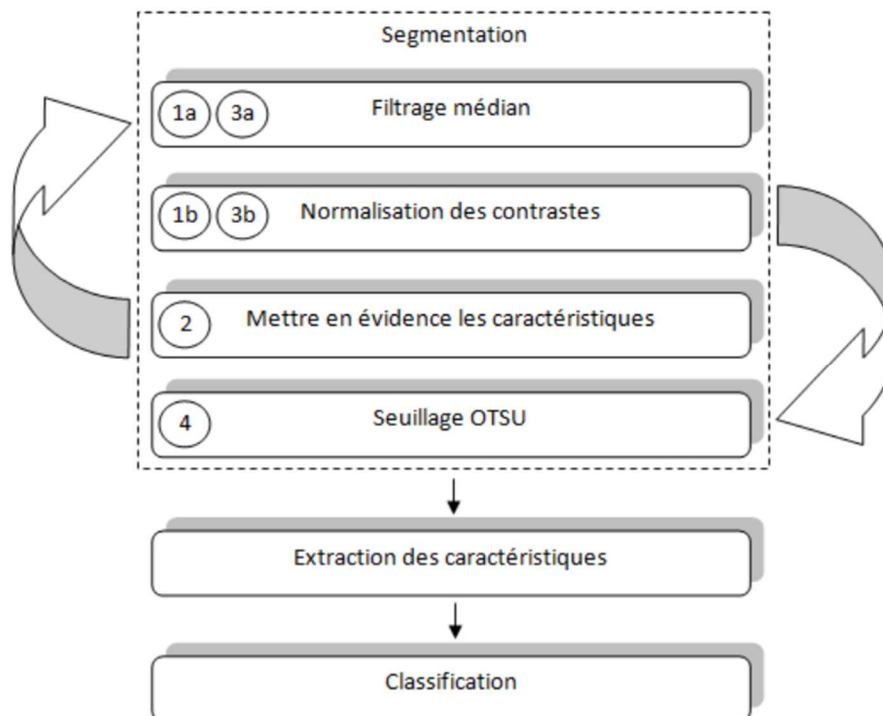 Segmentation
1a 3a Filtrage médian
1b 3b Normalisation des contrastes
2 Mettre en évidence les caractéristiques
4 Seuillage OTSU
Extraction des caractéristiques
Classification